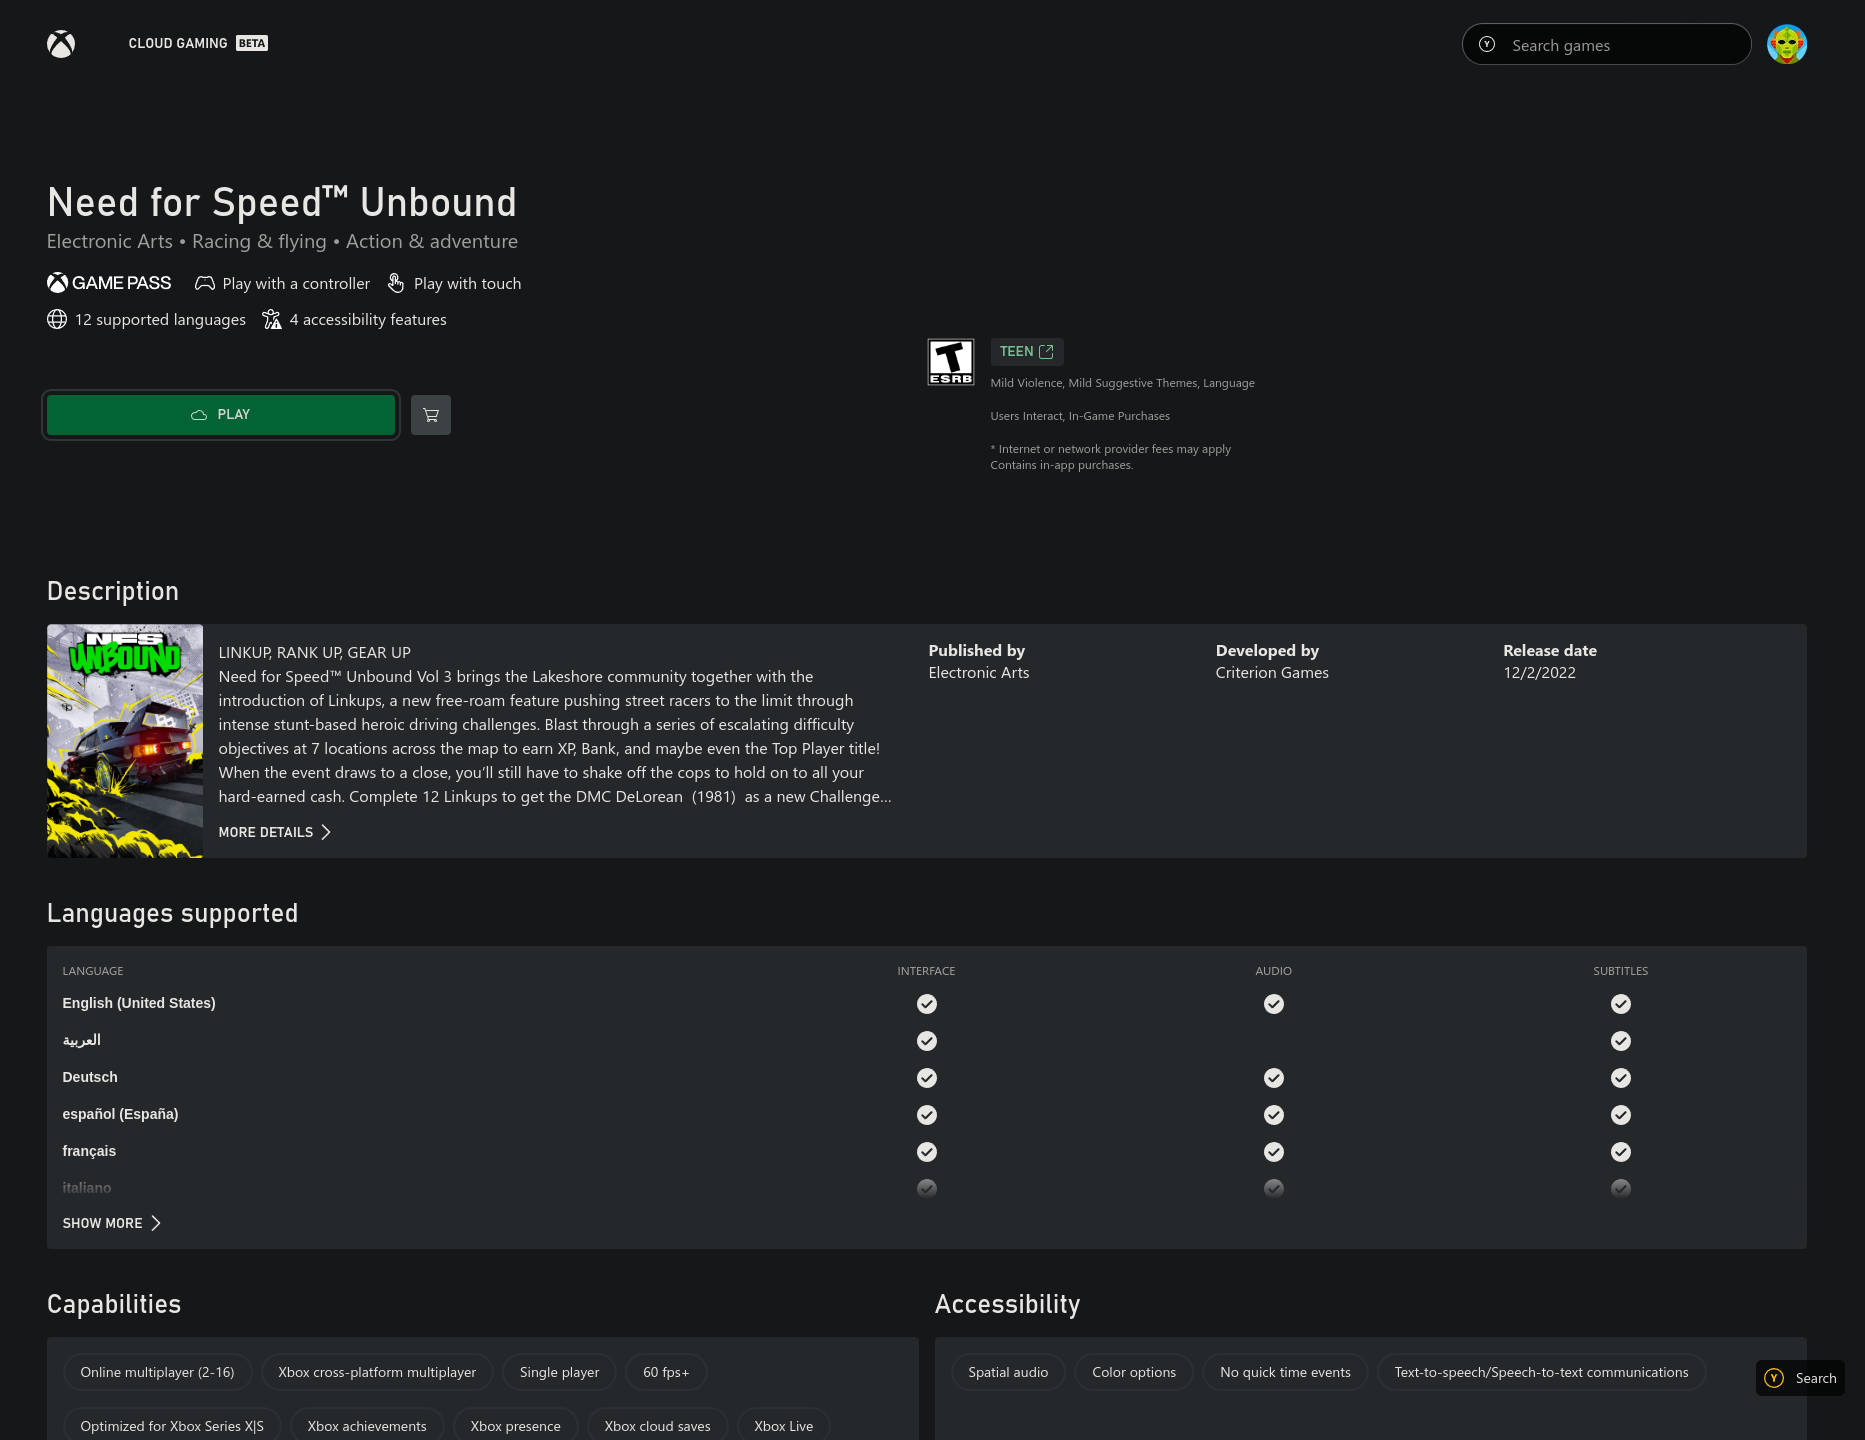 CLOUD GAMING BETA
Y Search games
Need for Speed™ Unbound
Electronic Arts • Racing & flying • Action & adventure
GAME PASS Play with a controller Play with touch
12 supported languages 4 accessibility features
T
ESRB
TEEN
Mild Violence, Mild Suggestive Themes, Language
Users Interact, In-Game Purchases
* Internet or network provider fees may apply
Contains in-app purchases.
PLAY
Description
NFS
UNBOUND
LINKUP, RANK UP, GEAR UP
Need for Speed™ Unbound Vol 3 brings the Lakeshore community together with the
introduction of Linkups, a new free-roam feature pushing street racers to the limit through
intense stunt-based heroic driving challenges. Blast through a series of escalating difficulty
objectives at 7 locations across the map to earn XP, Bank, and maybe even the Top Player title!
When the event draws to a close, you’ll still have to shake off the cops to hold on to all your
hard-earned cash. Complete 12 Linkups to get the DMC DeLorean (1981) as a new Challenge...
MORE DETAILS
Published by
Electronic Arts
Developed by
Criterion Games
Release date
12/2/2022
Languages supported
LANGUAGE INTERFACE AUDIO SUBTITLES
English (United States)
العربية
Deutsch
español (España)
français
italiano
SHOW MORE
Capabilities
Online multiplayer (2-16) Xbox cross-platform multiplayer Single player 60 fps+
Optimized for Xbox Series X|S Xbox achievements Xbox presence Xbox cloud saves Xbox Live
Accessibility
Spatial audio Color options No quick time events Text-to-speech/Speech-to-text communications
Y Search